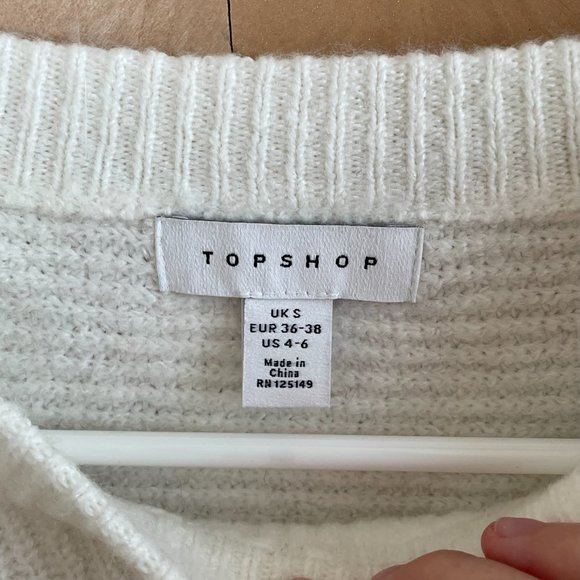 TOPSHOP
UK S
EUR 36-38
US 4-6
Made in
China
RN 125149